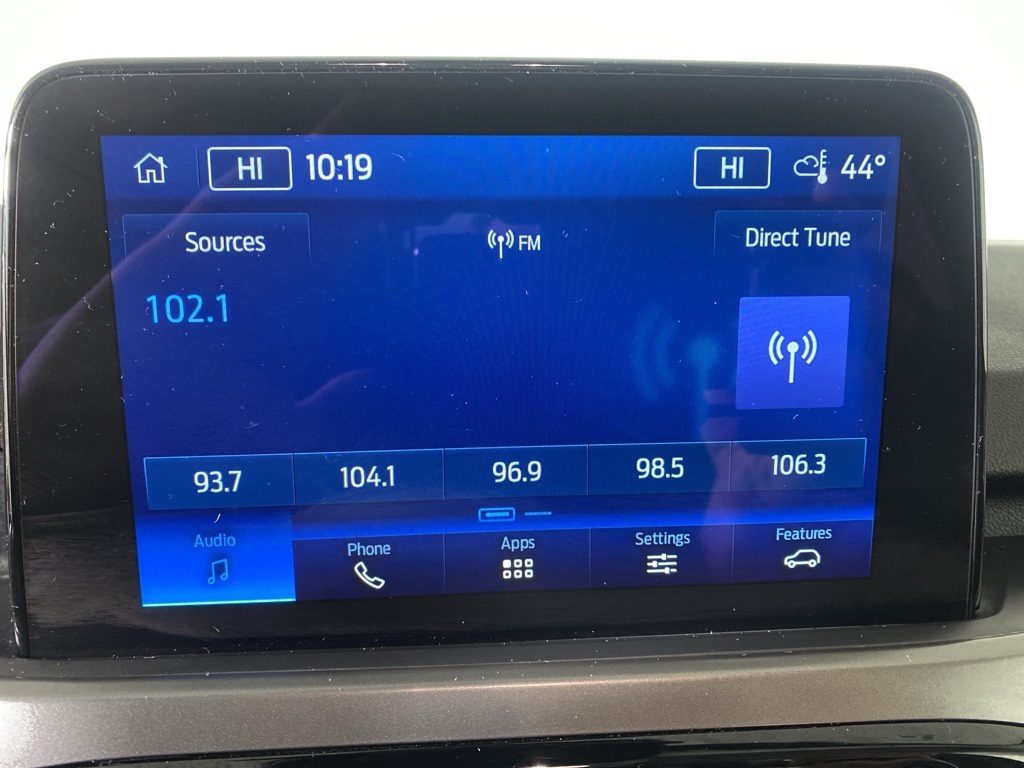 HI 10:19 HI 44°
Sources FM Direct Tune
102.1
93.7 104.1 96.9 98.5 106.3
Audio Phone Apps Settings Features